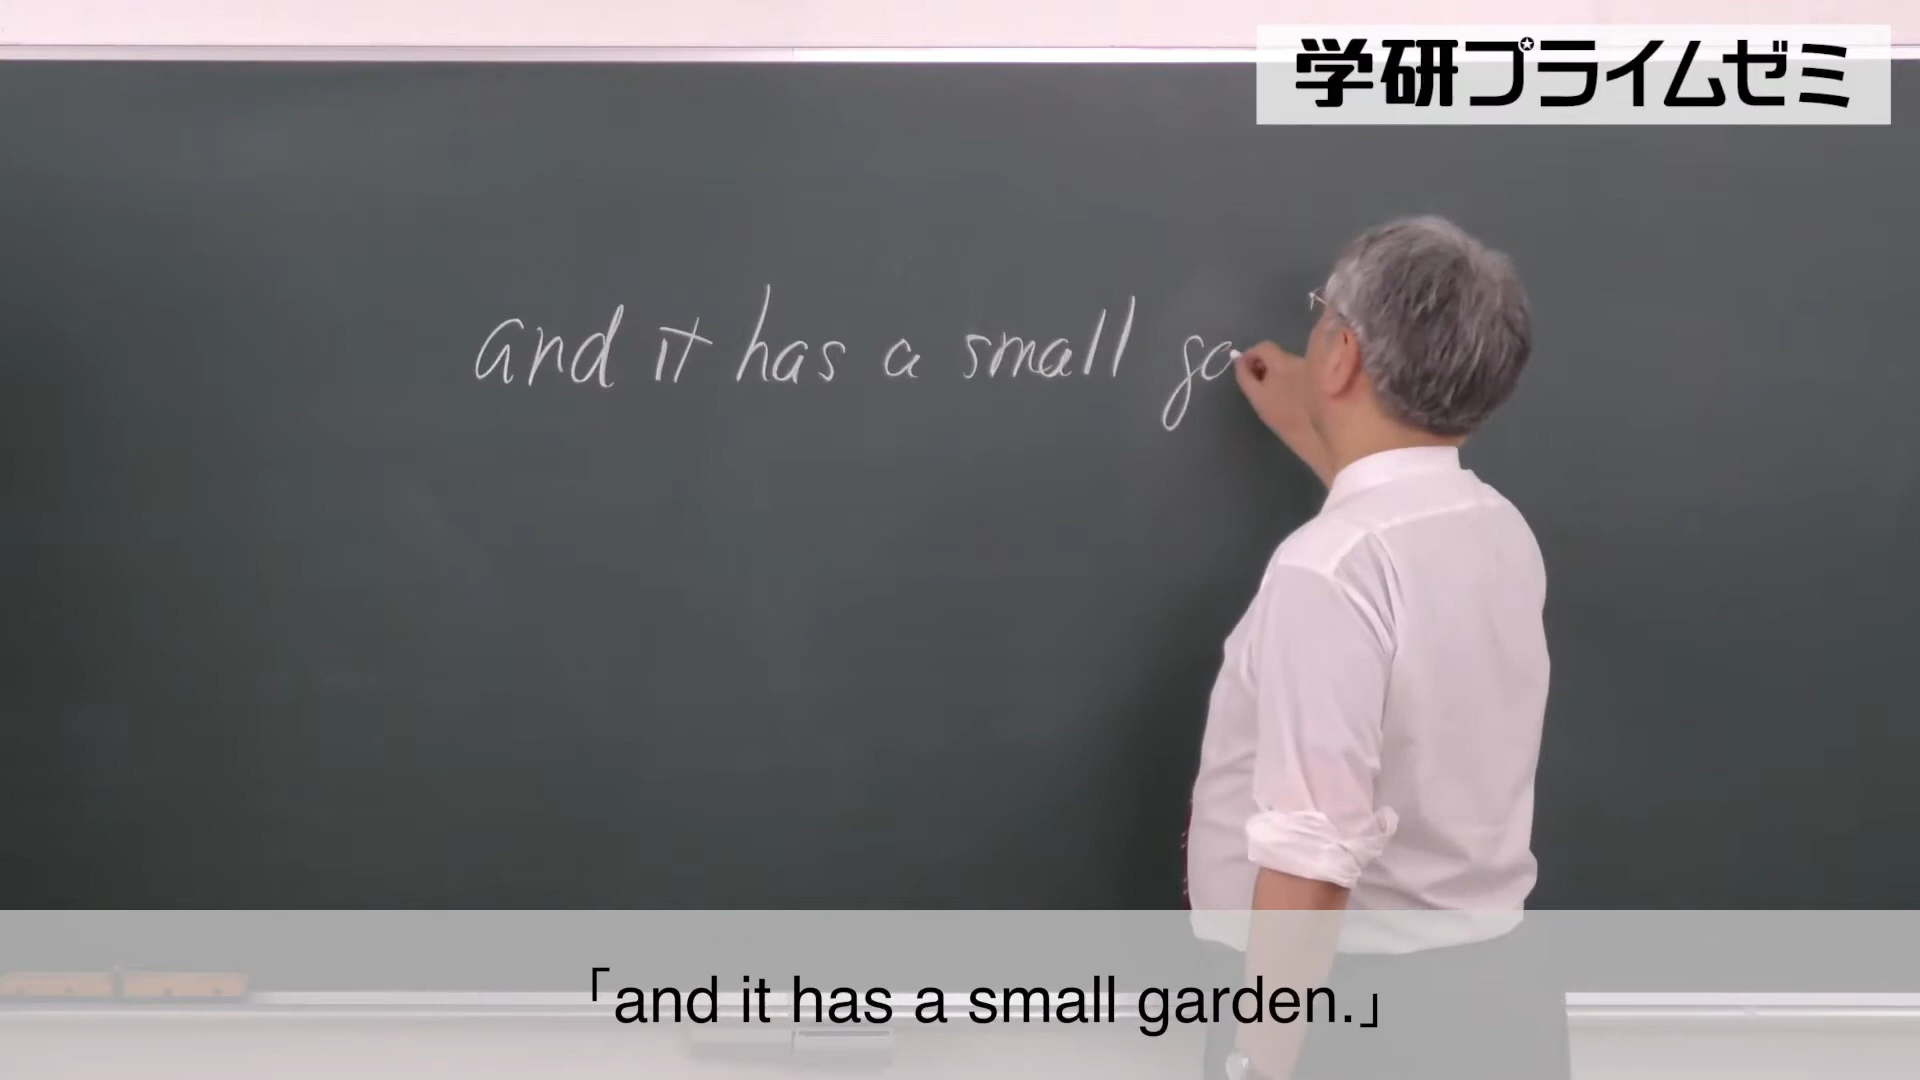 学研プライムゼミ
and it has a small ga
「and it has a small garden.」